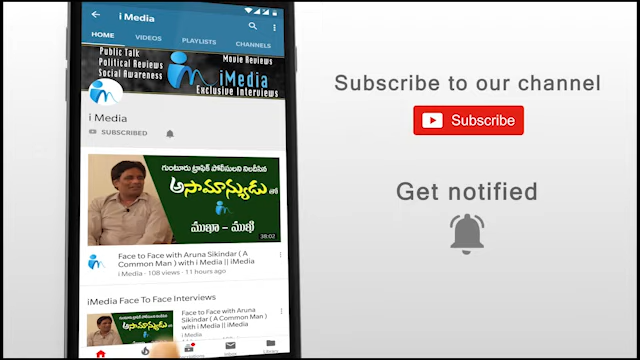 i Media
HOME VIDEOS PLAYLISTS CHANNELS
Public Talk
Political Reviews
Social Awareness
Movie Reviews
iMedia
Exclusive Interviews
i Media
SUBSCRIBED
గుంటూరు ట్రాఫిక్ పోలీసులని నిలదీసిన
అసామాన్యుడు తో
ముఖా – ముఖి
38:02
Face to Face with Aruna Sikindar ( A
Common Man ) with i Media || iMedia
i Media - 108 views - 11 hours ago
iMedia Face To Face Interviews
గుంటూరు ట్రాఫిక్ పోలీసులని నిలదీసిన
అసామాన్యుడు తో
ముఖా – ముఖి
Face to Face with Aruna
Sikindar ( A Common Man )
with i Media || iMedia
Subscribe to our channel
Subscribe
Get notified